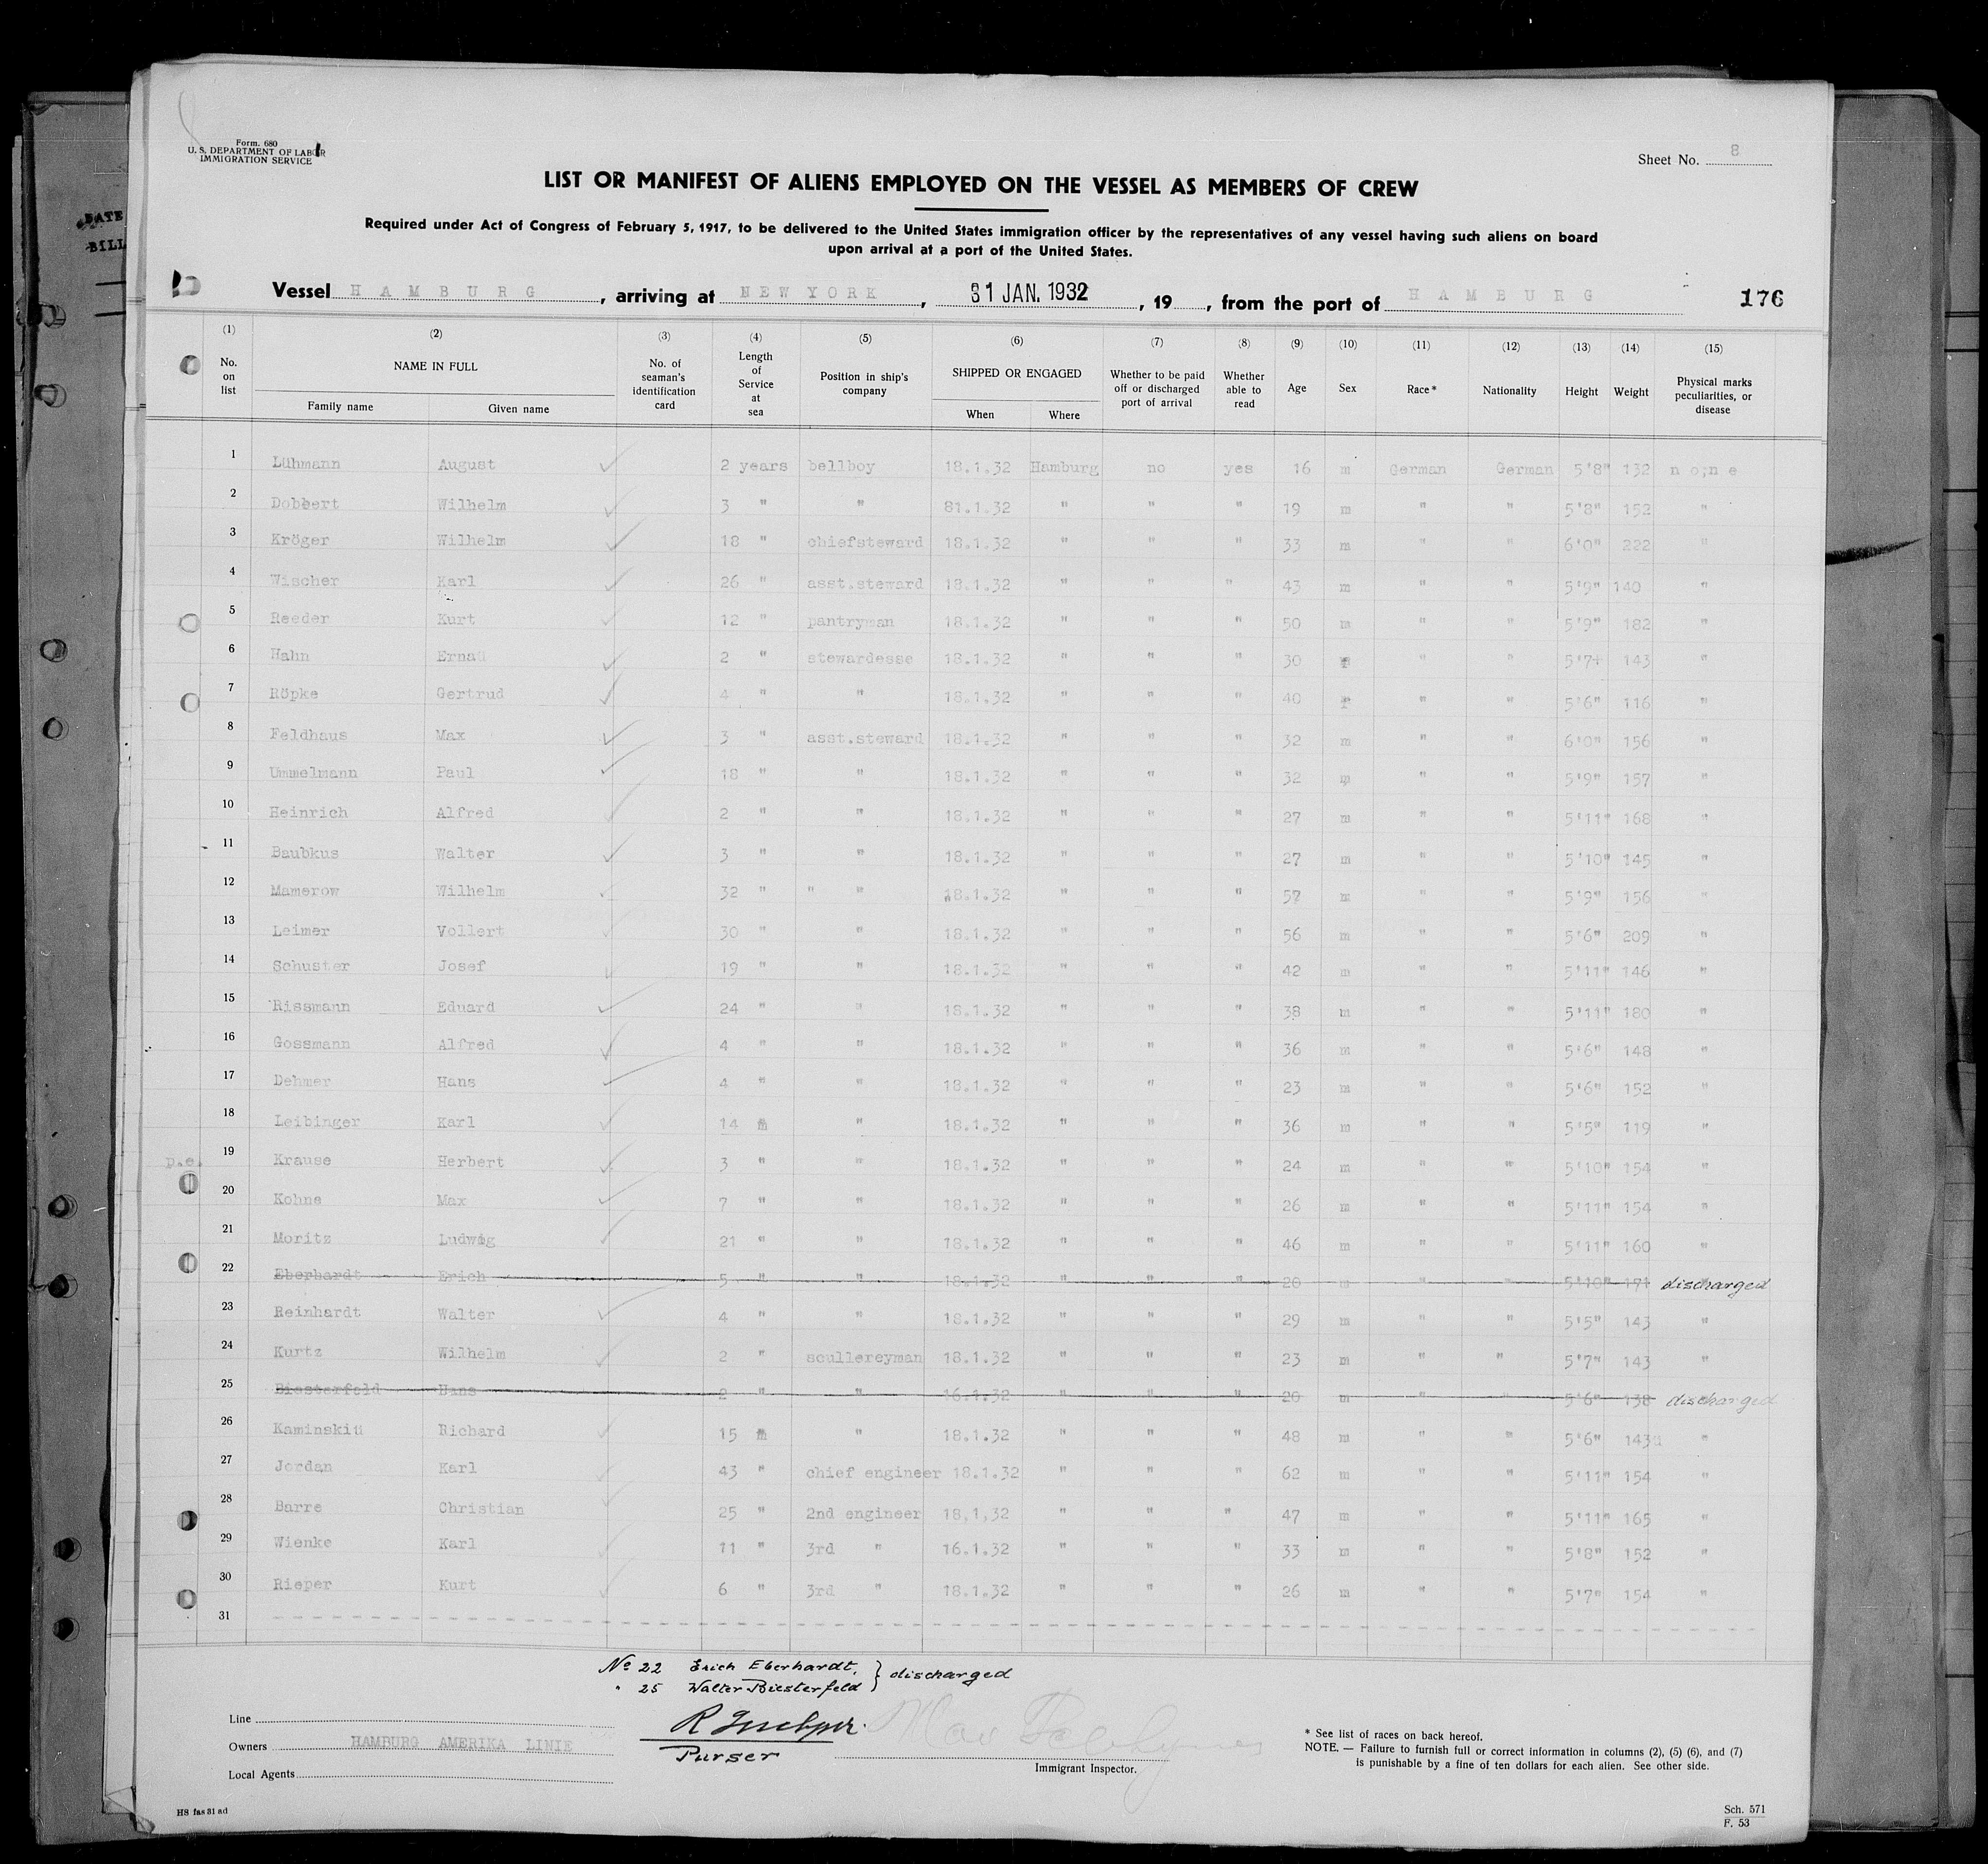 DATE
BILL
Form. 680
U. S. DEPARTMENT OF LABOR
IMMIGRATION SERVICE
Sheet No. 8
LIST OR MANIFEST OF ALIENS EMPLOYED ON THE VESSEL AS MEMBERS OF CREW
Required under Act of Congress of February 5, 1917, to be delivered to the United States immigration officer by the representatives of any vessel having such aliens on board
upon arrival at a port of the United States.
Vessel HAMBURG, arriving at NEW YORK, 31 JAN. 1932, 19, from the port of HAMBURG 176
(1) (2) (3) (4) (5) (6) (7) (8) (9) (10) (11) (12) (13) (14) (15)
No. on list NAME IN FULL Family name Given name No. of seaman's identification card Length of Service at sea Position in ship's company SHIPPED OR ENGAGED When Where Whether to be paid off or discharged port of arrival Whether able to read Age Sex Race* Nationality Height Weight Physical marks peculiarities, or disease
1 Lühmann August 2 years bellboy 18.1.32 Hamburg no yes 16 m German German 5'8" 132 n o;n e
2 Dobbert Wilhelm 3 " " 81.1.32 " " " 19 m " " 5'8" 152 "
3 Kröger Wilhelm 18 " chiefsteward 18.1.32 " " " 33 m " " 6'0" 222 "
4 Wischer Karl 26 " asst.steward 18.1.32 " " " 43 m " " 5'9" 140 "
5 Reeder Kurt 12 " pantryman 18.1.32 " " " 50 m " " 5'9" 182 "
6 Hahn Erna 2 " stewardesse 18.1.32 " " " 30 f " " 5'7+ 143 "
7 Röpke Gertrud 4 " " 18.1.32 " " " 40 f " " 5'6" 116 "
8 Feldhaus Max 3 " asst.steward 18.1.32 " " " 32 m " " 6'0" 156 "
9 Ummelmann Paul 18 " " 18.1.32 " " " 32 m " " 5'9" 157 "
10 Heinrich Alfred 2 " " 18.1.32 " " " 27 m " " 5'11" 168 "
11 Baubkus Walter 3 " " 18.1.32 " " " 27 m " " 5'10" 145 "
12 Mamerow Wilhelm 32 " " " 18.1.32 " " " 57 m " " 5'9" 156 "
13 Leimer Vollert 30 " " 18.1.32 " " " 56 m " " 5'6" 209 "
14 Schuster Josef 19 " " 18.1.32 " " " 42 m " " 5'11" 146 "
15 Rissmann Eduard 24 " " 18.1.32 " " " 38 m " " 5'11" 180 "
16 Gossmann Alfred 4 " " 18.1.32 " " " 36 m " " 5'6" 148 "
17 Dehmer Hans 4 " " 18.1.32 " " " 23 m " " 5'6" 152 "
18 Leibinger Karl 14 " " 18.1.32 " " " 36 m " " 5'5" 119 "
p.e. 19 Krause Herbert 3 " " 18.1.32 " " " 24 m " " 5'10" 154 "
20 Kohne Max 7 " " 18.1.32 " " " 26 m " " 5'11" 154 "
21 Moritz Ludwig 21 " " 18.1.32 " " " 46 m " " 5'11" 160 "
22 Eberhardt Erich 5 " " 18.1.32 " " " 20 m " " 5'10" 171 discharged
23 Reinhardt Walter 4 " " 18.1.32 " " " 29 m " " 5'5" 143 "
24 Kurtz Wilhelm 2 " scullereyman 18.1.32 " " " 23 m " " 5'7" 143 "
25 Biesterfeld Hans 2 " " 16.1.32 " " " 20 m " " 5'6" 138 discharged
26 Kaminski Richard 15 " " 18.1.32 " " " 48 m " " 5'6" 143 "
27 Jordan Karl 43 " chief engineer 18.1.32 " " " 62 m " " 5'11" 154 "
28 Barre Christian 25 " 2nd engineer 18,1,32 " " " 47 m " " 5'11" 165 "
29 Wienke Karl 11 " 3rd " 16.1.32 " " " 33 m " " 5'8" 152 "
30 Rieper Kurt 6 " 3rd " 18.1.32 " " " 26 m " " 5'7" 154 "
31
No 22 Erich Eberhardt, } discharged
" 25 Walter Biesterfeld
Line
Owners HAMBURG AMERIKA LINIE
Local Agents
Purser
Immigrant Inspector.
* See list of races on back hereof.
NOTE. — Failure to furnish full or correct information in columns (2), (5) (6), and (7)
is punishable by a fine of ten dollars for each alien. See other side.
H8 fas 31 ad
Sch. 571
F. 53